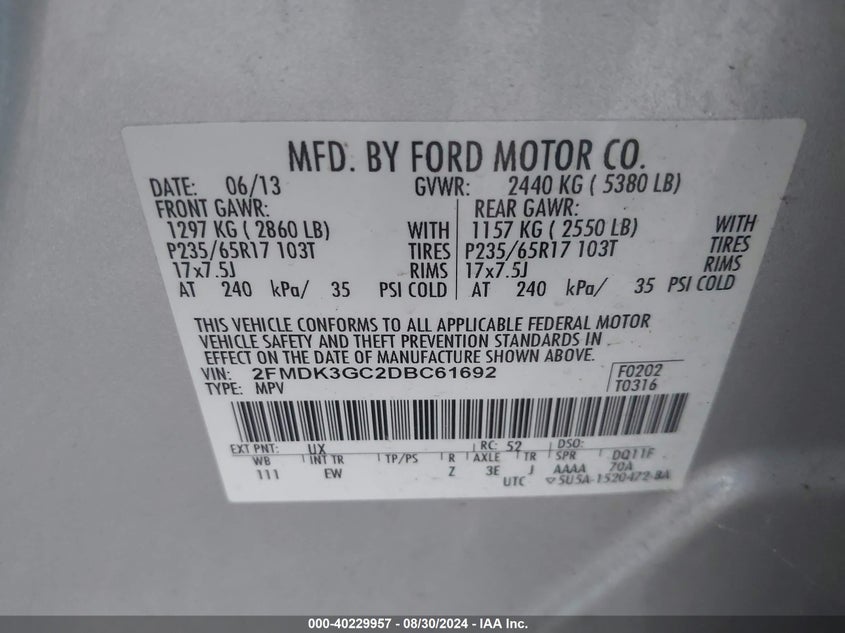 MFD. BY FORD MOTOR CO.
DATE: 06/13 GVWR: 2440 KG ( 5380 LB)
FRONT GAWR: REAR GAWR:
1297 KG ( 2860 LB) WITH 1157 KG ( 2550 LB) WITH
P235/65R17 103T TIRES P235/65R17 103T TIRES
17x7.5J RIMS 17x7.5J RIMS
AT 240 kPa/ 35 PSI COLD AT 240 kPa/ 35 PSI COLD
THIS VEHICLE CONFORMS TO ALL APPLICABLE FEDERAL MOTOR
VEHICLE SAFETY AND THEFT PREVENTION STANDARDS IN
EFFECT ON THE DATE OF MANUFACTURE SHOWN ABOVE.
VIN: 2FMDK3GC2DBC61692 F0202
TYPE: MPV T0316
EXT PNT: UX RC: 52 DSO:
WB INT TR TP/PS R AXLE TR SPR DQ11F
111 EW Z 3E J AAAA 70A
UTC ▽5U5A-1520472-BA
000-40229957 - 08/30/2024 - IAA Inc.